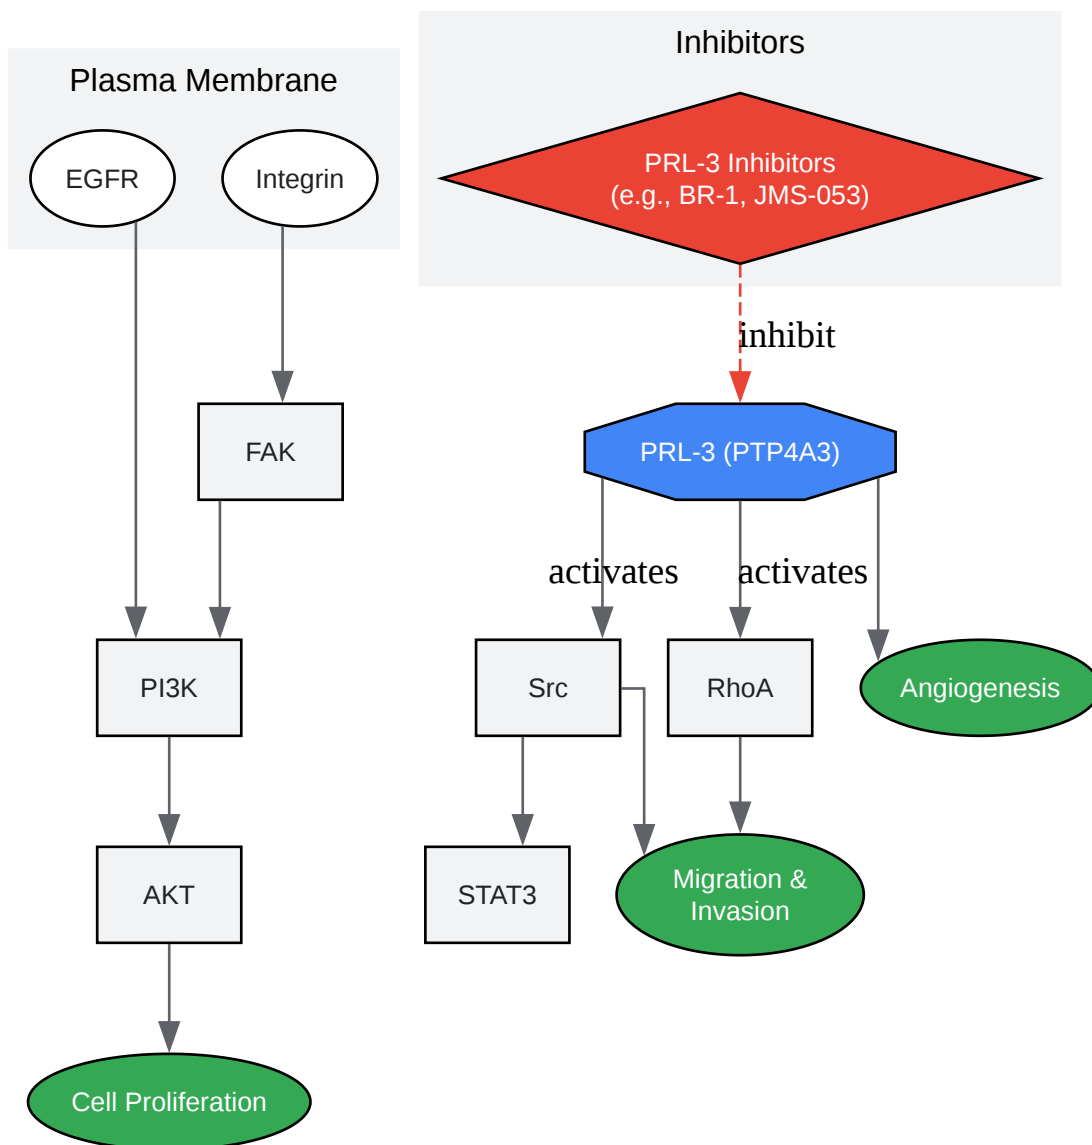 Inhibitors
Plasma Membrane
EGFR
Integrin
PRL-3 Inhibitors
(e.g., BR-1, JMS-053)
inhibit
FAK
PRL-3 (PTP4A3)
activates
activates
PI3K
Src
RhoA
Angiogenesis
AKT
STAT3
Migration &
Invasion
Cell Proliferation